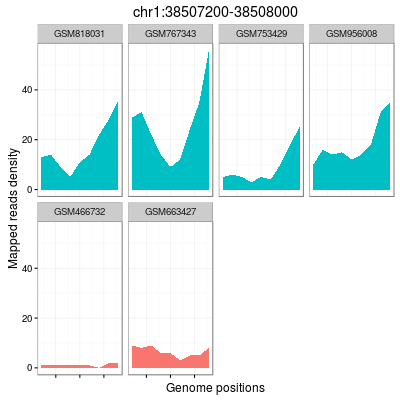 chr1:38507200-38508000
GSM818031 GSM767343 GSM753429 GSM956008
40
20
0
GSM466732 GSM663427
40
20
0
Mapped reads density
Genome positions